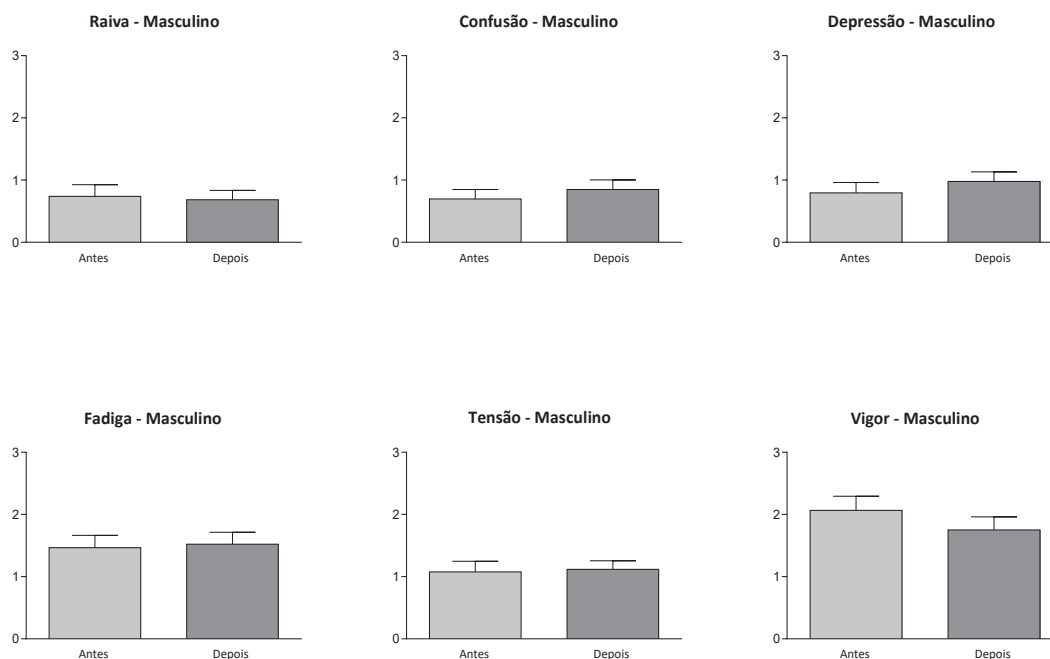 Raiva - Masculino
3
2
1
0
Antes Depois
Confusão - Masculino
3
2
1
0
Antes Depois
Depressão - Masculino
3
2
1
0
Antes Depois
Fadiga - Masculino
3
2
1
0
Antes Depois
Tensão - Masculino
3
2
1
0
Antes Depois
Vigor - Masculino
3
2
1
0
Antes Depois